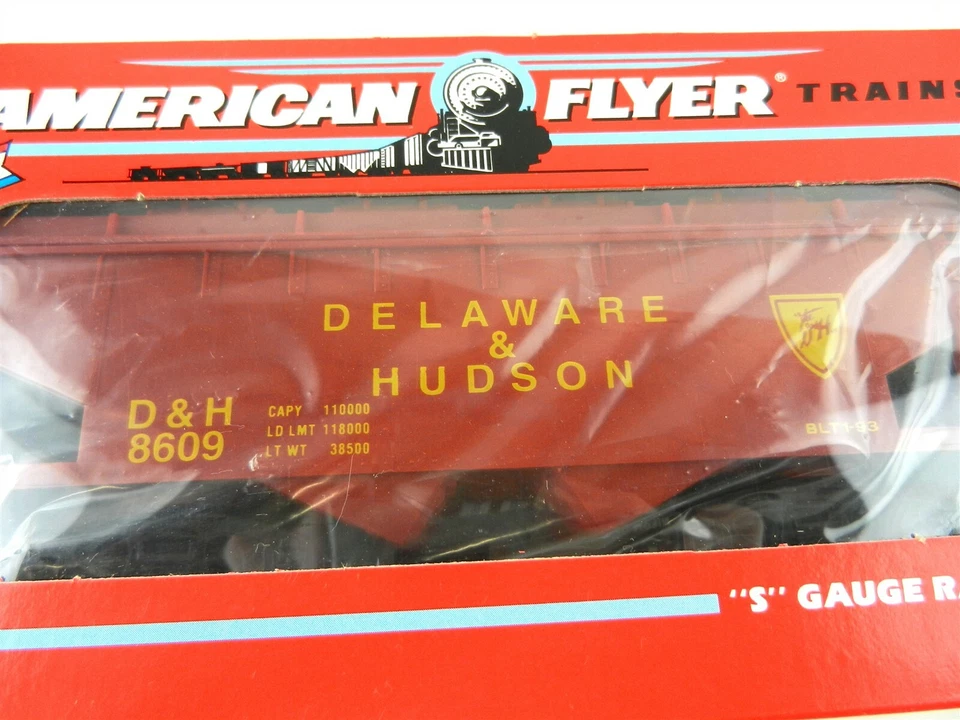 AMERICAN FLYER® TRAINS
DELAWARE
&
HUDSON
D&H
8609
CAPY 110000
LD LMT 118000
LT WT 38500
D&H
BLT 1-93
"S" GAUGE